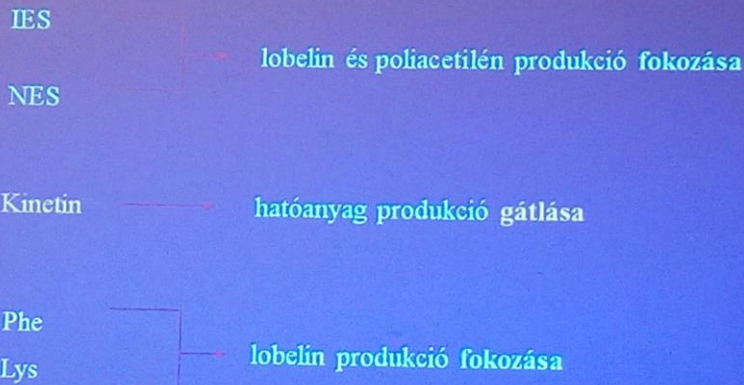 IES
lobelin és poliacetilén produkció fokozása
NES
Kinetin
hatóanyag produkció gátlása
Phe
lobelin produkció fokozása
Lys